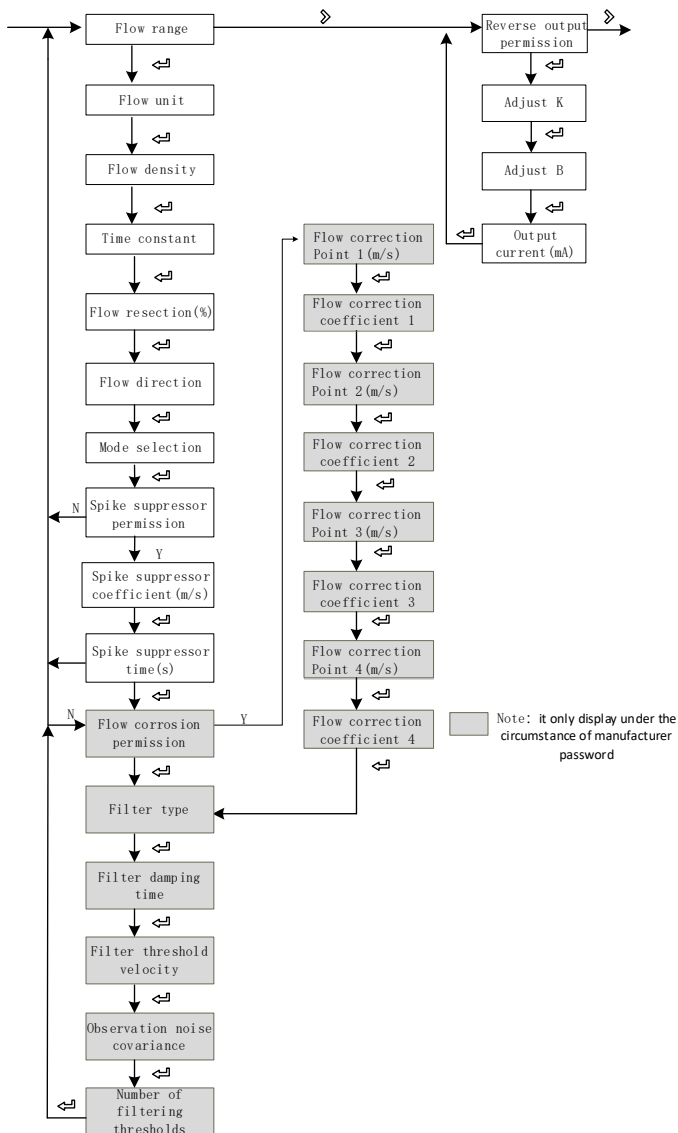 Flow range
Flow unit
Flow density
Time constant
Flow resection(%)
Flow direction
Mode selection
N
Spike suppressor
permission
Y
Spike suppressor
coefficient(m/s)
Spike suppressor
time(s)
N
Flow corrosion
permission
Y
Filter type
Filter damping
time
Filter threshold
velocity
Observation noise
covariance
Number of
filtering
thresholds
Flow correction
Point 1(m/s)
Flow correction
coefficient 1
Flow correction
Point 2(m/s)
Flow correction
coefficient 2
Flow correction
Point 3(m/s)
Flow correction
coefficient 3
Flow correction
Point 4(m/s)
Flow correction
coefficient 4
Reverse output
permission
Adjust K
Adjust B
Output
current(mA)
Note: it only display under the
circumstance of manufacturer
password